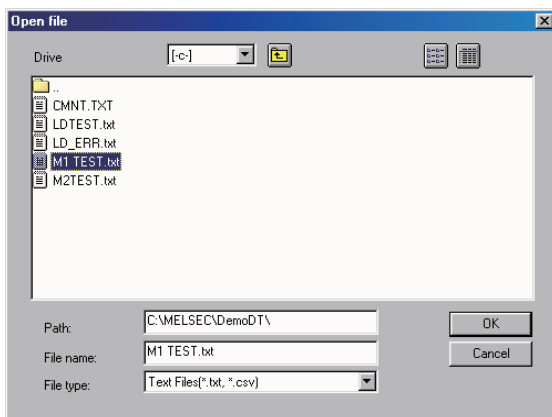 Open file
Drive [-c-]
..
CMNT.TXT
LDTEST.txt
LD_ERR.txt
M1 TEST.txt
M2TEST.txt
Path: C:\MELSEC\DemoDT\ OK
File name: M1 TEST.txt Cancel
File type: Text Files(*.txt, *.csv)